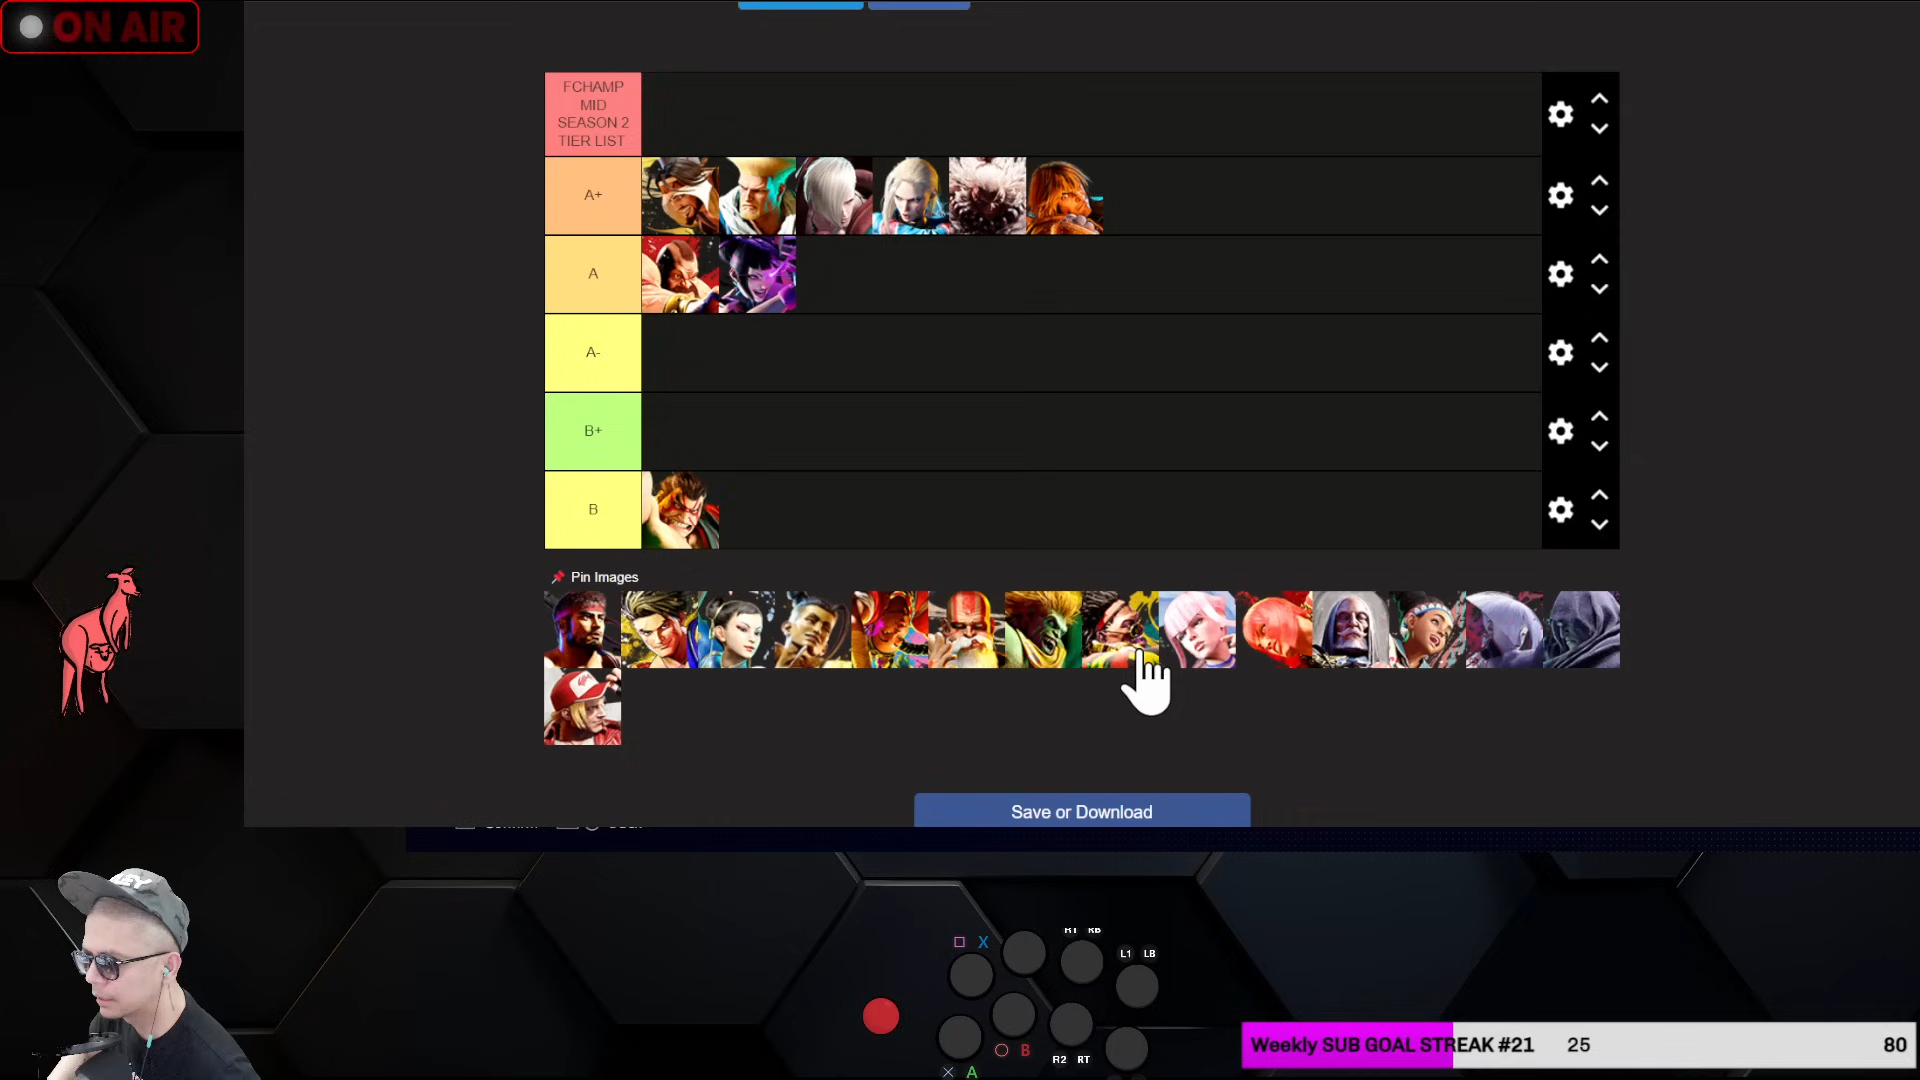 ON AIR
FCHAMP
MID
SEASON 2
TIER LIST
A+
A
A-
B+
B
Pin Images
Save or Download
X
R1 RB
L1 LB
B
R2 RT
A
Weekly SUB GOAL STREAK #21 25 80